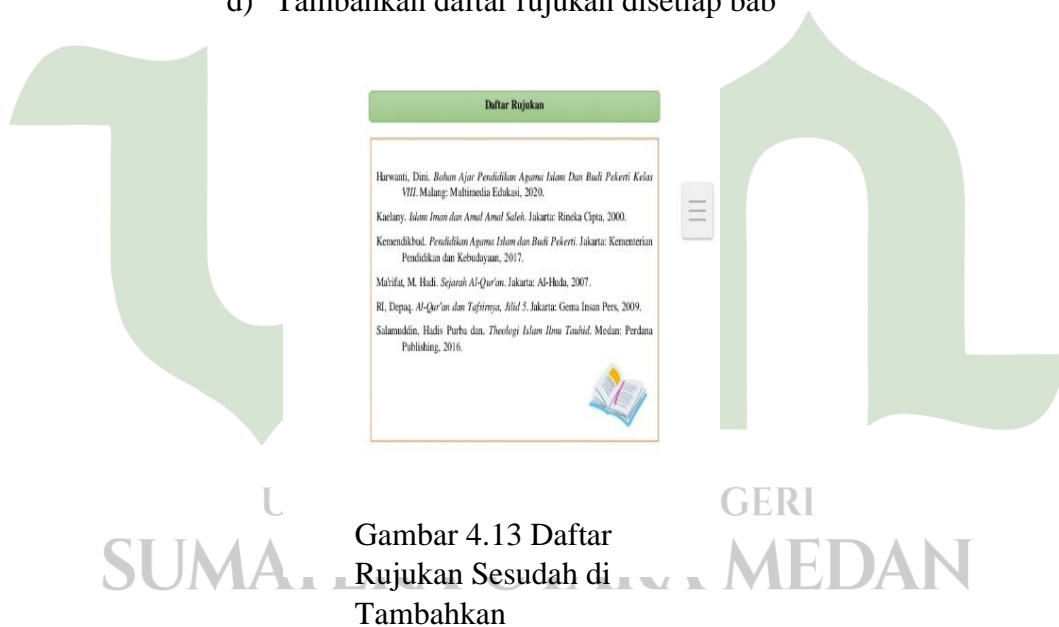 d) Tambahkan daftar rujukan disetiap bab
Daftar Rujukan
Harwanti, Dini. Bahan Ajar Pendidikan Agama Islam Dan Budi Pekerti Kelas
VIII. Malang: Multimedia Edukasi, 2020.
Kaelany. Islam Iman dan Amal Amal Saleh. Jakarta: Rineka Cipta, 2000.
Kemendikbud. Pendidikan Agama Islam dan Budi Pekerti. Jakarta: Kementerian
Pendidikan dan Kebudayaan, 2017.
Ma'rifat, M. Hadi. Sejarah Al-Qur'an. Jakarta: Al-Huda, 2007.
RI, Depaq. Al-Qur'an dan Tafsirnya, Jilid 5. Jakarta: Gema Insan Pers, 2009.
Salamuddin, Hadis Purba dan. Theologi Islam Ilmu Tauhid. Medan: Perdana
Publishing, 2016.
GERI
MEDAN
Gambar 4.13 Daftar
Rujukan Sesudah di
Tambahkan